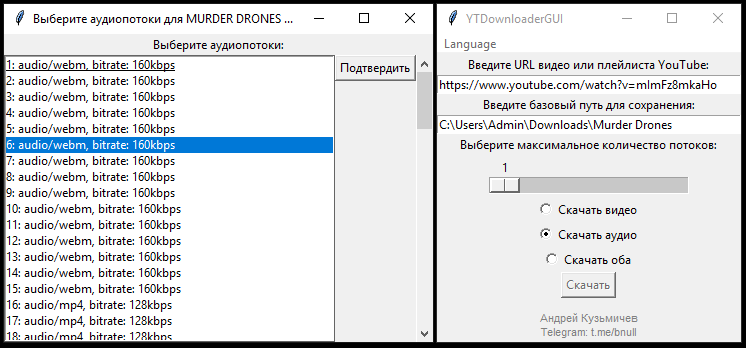 Выберите аудиопотоки для MURDER DRONES ...
Выберите аудиопотоки:
1: audio/webm, bitrate: 160kbps
2: audio/webm, bitrate: 160kbps
3: audio/webm, bitrate: 160kbps
4: audio/webm, bitrate: 160kbps
5: audio/webm, bitrate: 160kbps
6: audio/webm, bitrate: 160kbps
7: audio/webm, bitrate: 160kbps
8: audio/webm, bitrate: 160kbps
9: audio/webm, bitrate: 160kbps
10: audio/webm, bitrate: 160kbps
11: audio/webm, bitrate: 160kbps
12: audio/webm, bitrate: 160kbps
13: audio/webm, bitrate: 160kbps
14: audio/webm, bitrate: 160kbps
15: audio/webm, bitrate: 160kbps
16: audio/mp4, bitrate: 128kbps
17: audio/mp4, bitrate: 128kbps
18: audio/mp4, bitrate: 128kbps
Подтвердить
YTDownloaderGUI
Language
Введите URL видео или плейлиста YouTube:
https://www.youtube.com/watch?v=mImFz8mkaHo
Введите базовый путь для сохранения:
C:\Users\Admin\Downloads\Murder Drones
Выберите максимальное количество потоков:
1
Скачать видео
Скачать аудио
Скачать оба
Скачать
Андрей Кузьмичев
Telegram: t.me/bnull